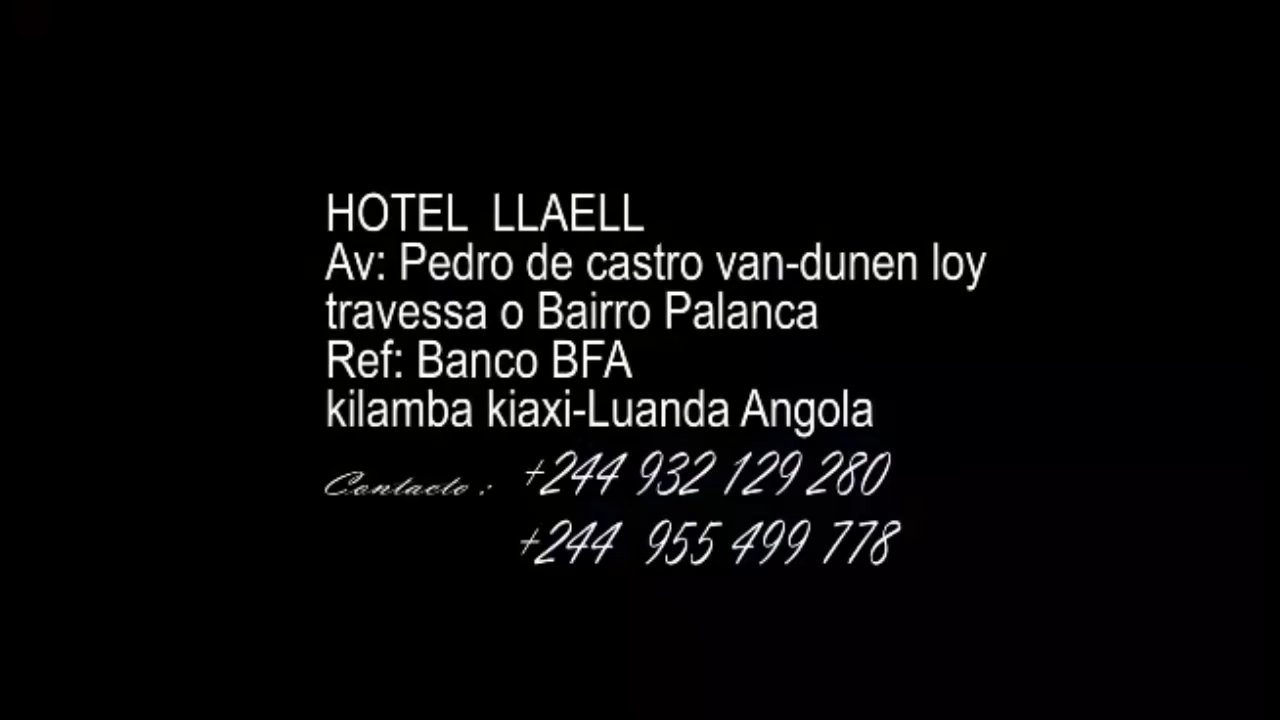 HOTEL LLAELL
Av: Pedro de castro van-dunen loy
travessa o Bairro Palanca
Ref: Banco BFA
kilamba kiaxi-Luanda Angola
Contacto : +244 932 129 280
+244 955 499 778